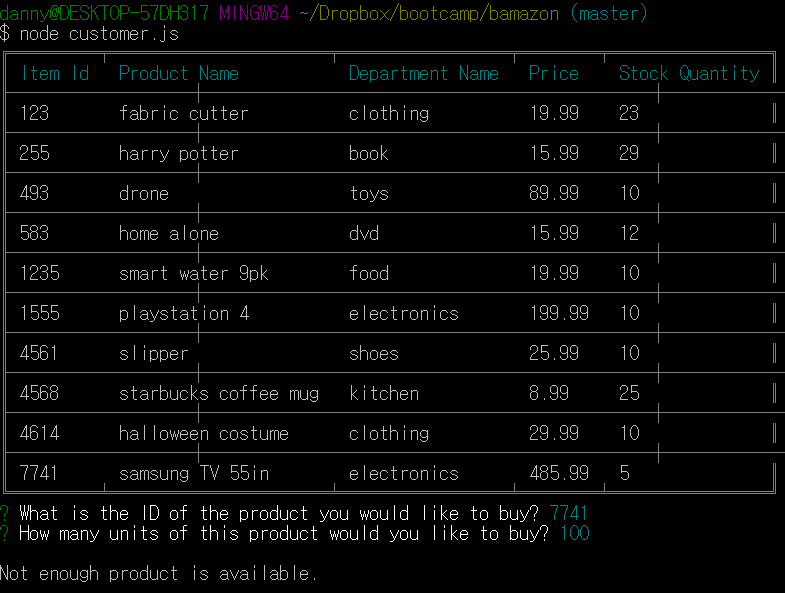 danny@DESKTOP-57DH317 MINGW64 ~/Dropbox/bootcamp/bamazon (master)
$ node customer.js
Item Id Product Name Department Name Price Stock Quantity
123 fabric cutter clothing 19.99 23
255 harry potter book 15.99 29
493 drone toys 89.99 10
583 home alone dvd 15.99 12
1235 smart water 9pk food 19.99 10
1555 playstation 4 electronics 199.99 10
4561 slipper shoes 25.99 10
4568 starbucks coffee mug kitchen 8.99 25
4614 halloween costume clothing 29.99 10
7741 samsung TV 55in electronics 485.99 5
? What is the ID of the product you would like to buy? 7741
? How many units of this product would you like to buy? 100
Not enough product is available.